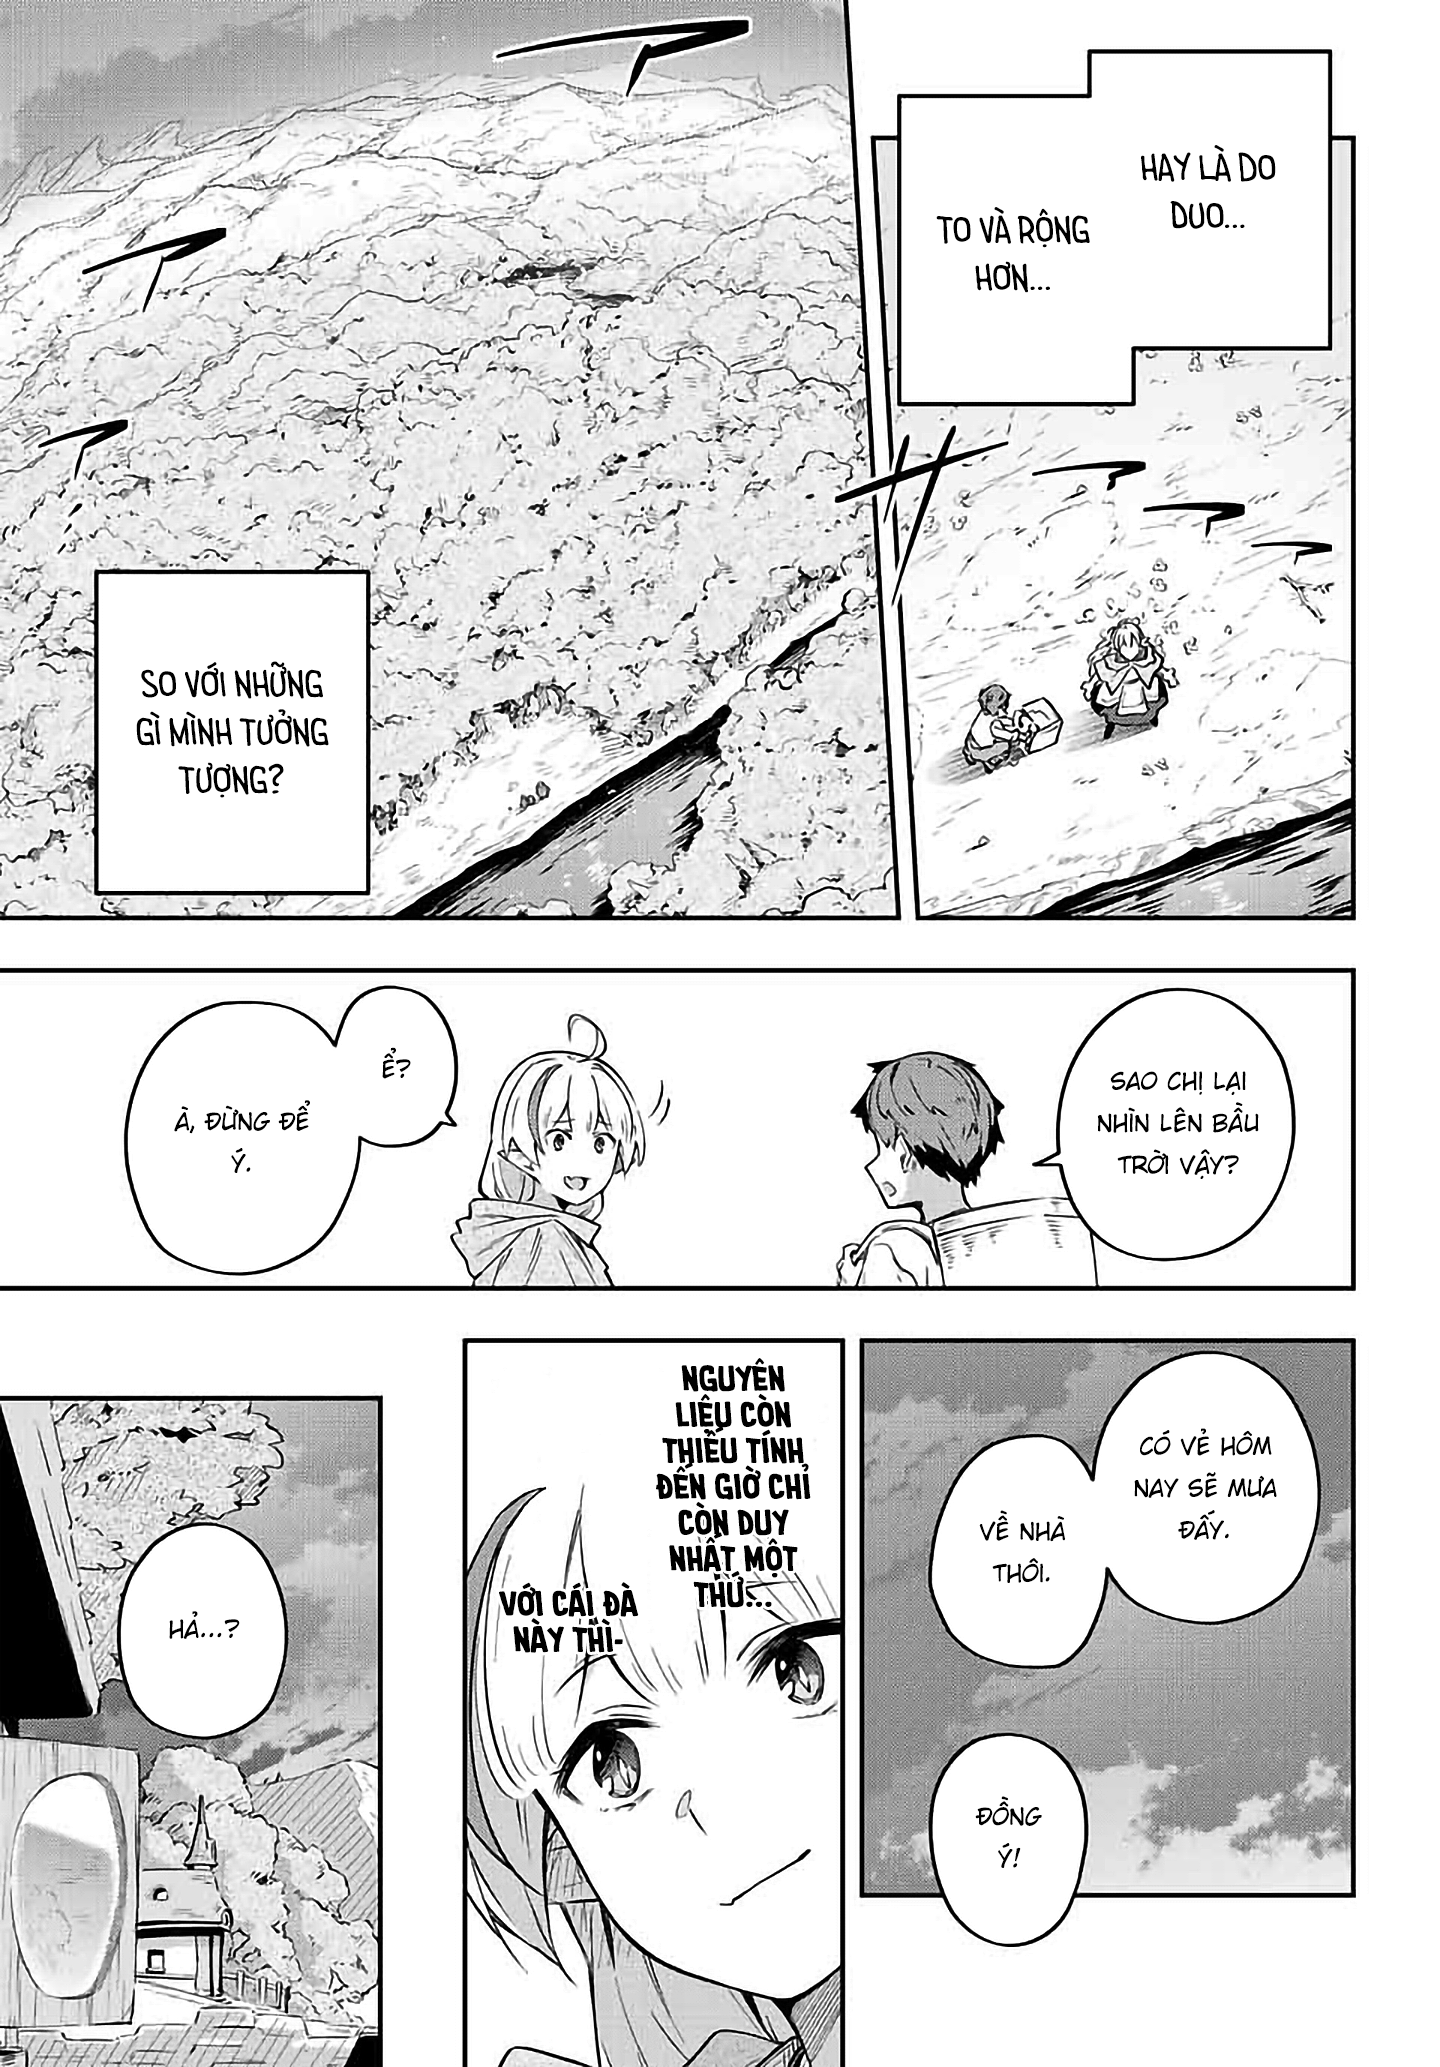 HAY LÀ DO
DUO...
TO VÀ RỘNG
HƠN...
SO VỚI NHỮNG
GÌ MÌNH TƯỞNG
TƯỢNG?
SAO CHỊ LẠI
NHÌN LÊN BẦU
TRỜI VẬY?
Ể?
À, ĐỪNG ĐỂ
Ý.
CÓ VẺ HÔM
NAY SẼ MƯA
ĐẤY.
VỀ NHÀ
THÔI.
ĐỒNG
Ý!
NGUYÊN
LIỆU CÒN
THIẾU TÍNH
ĐẾN GIỜ CHỈ
CÒN DUY
NHẤT MỘT
THỨ...
VỚI CÁI ĐÀ
NÀY THÌ-
HẢ...?